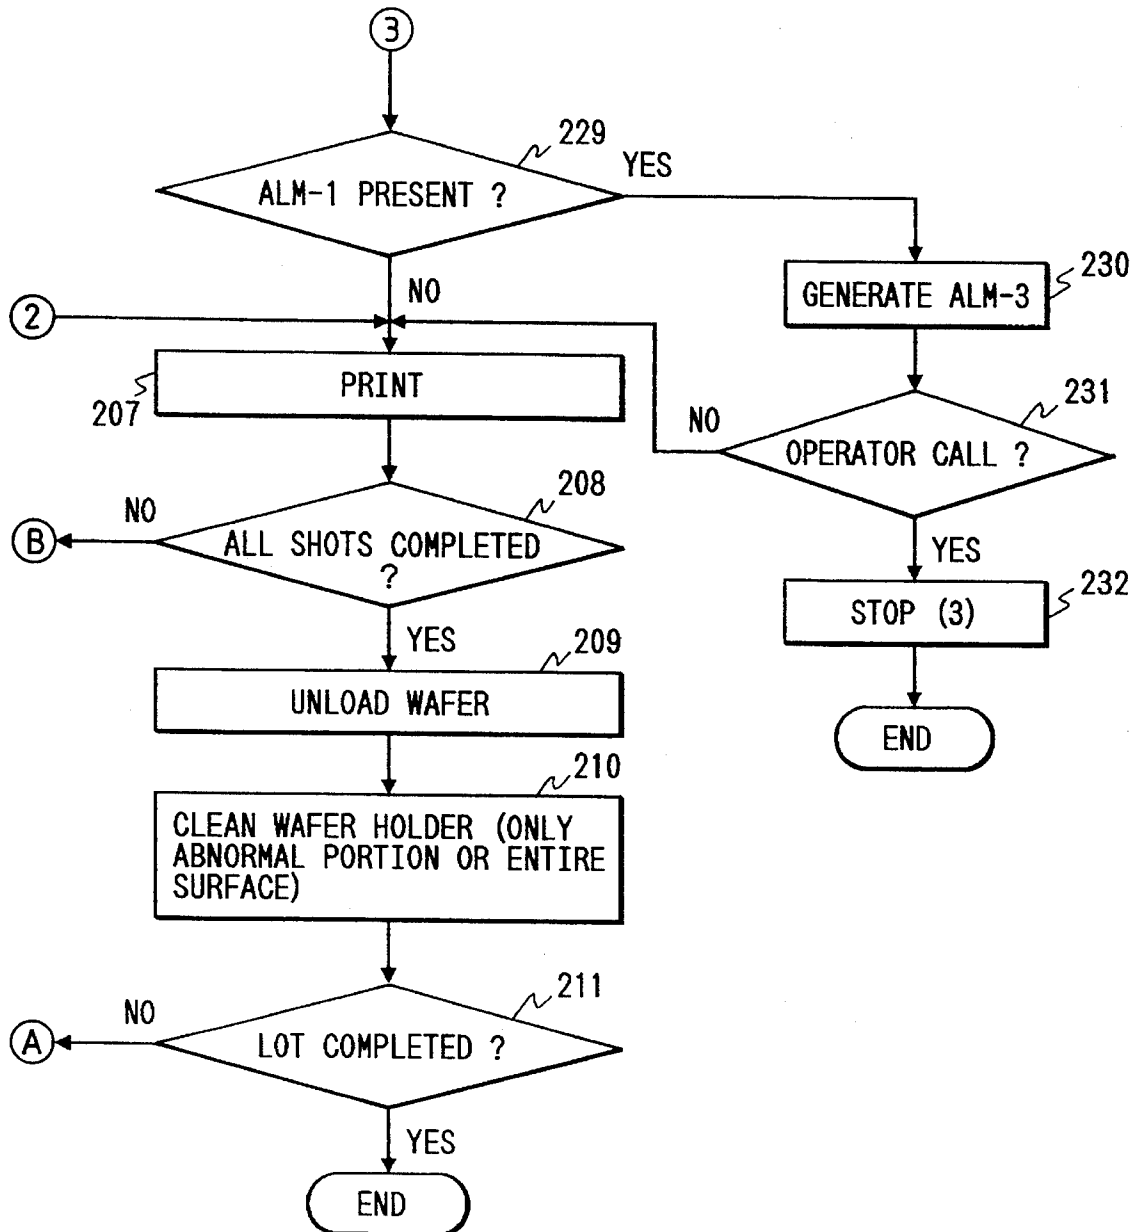 3
229
ALM-1 PRESENT ?
YES
NO
230
GENERATE ALM-3
2
PRINT
207
231
NO
OPERATOR CALL ?
208
NO
B
ALL SHOTS COMPLETED
?
YES
YES
232
STOP (3)
209
UNLOAD WAFER
END
210
CLEAN WAFER HOLDER (ONLY
ABNORMAL PORTION OR ENTIRE
SURFACE)
211
NO
A
LOT COMPLETED ?
YES
END